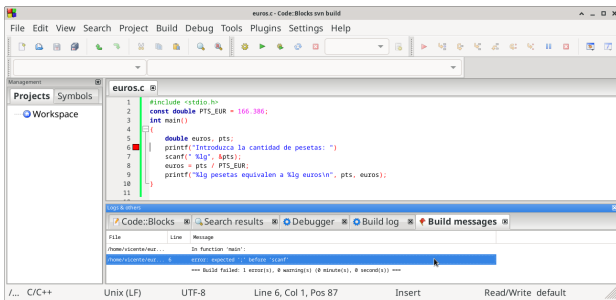 euros.c - Code::Blocks svn build
File Edit View Search Project Build Debug Tools Plugins Settings Help
Management
Projects Symbols
Workspace
euros.c
1 #include <stdio.h>
2 const double PTS_EUR = 166.386;
3 int main()
4 {
5 double euros, pts;
6 printf("Introduzca la cantidad de pesetas: ")
7 scanf(" %lg", &pts);
8 euros = pts / PTS_EUR;
9 printf("%lg pesetas equivalen a %lg euros\n", pts, euros);
10 }
11
Logs & others
Code::Blocks Search results Debugger Build log Build messages
File Line Message
/home/vicente/eur... In function 'main':
/home/vicente/eur... 6 error: expected ';' before 'scanf'
=== Build failed: 1 error(s), 0 warning(s) (0 minute(s), 0 second(s)) ===
/... C/C++ Unix (LF) UTF-8 Line 6, Col 1, Pos 87 Insert Read/Write default